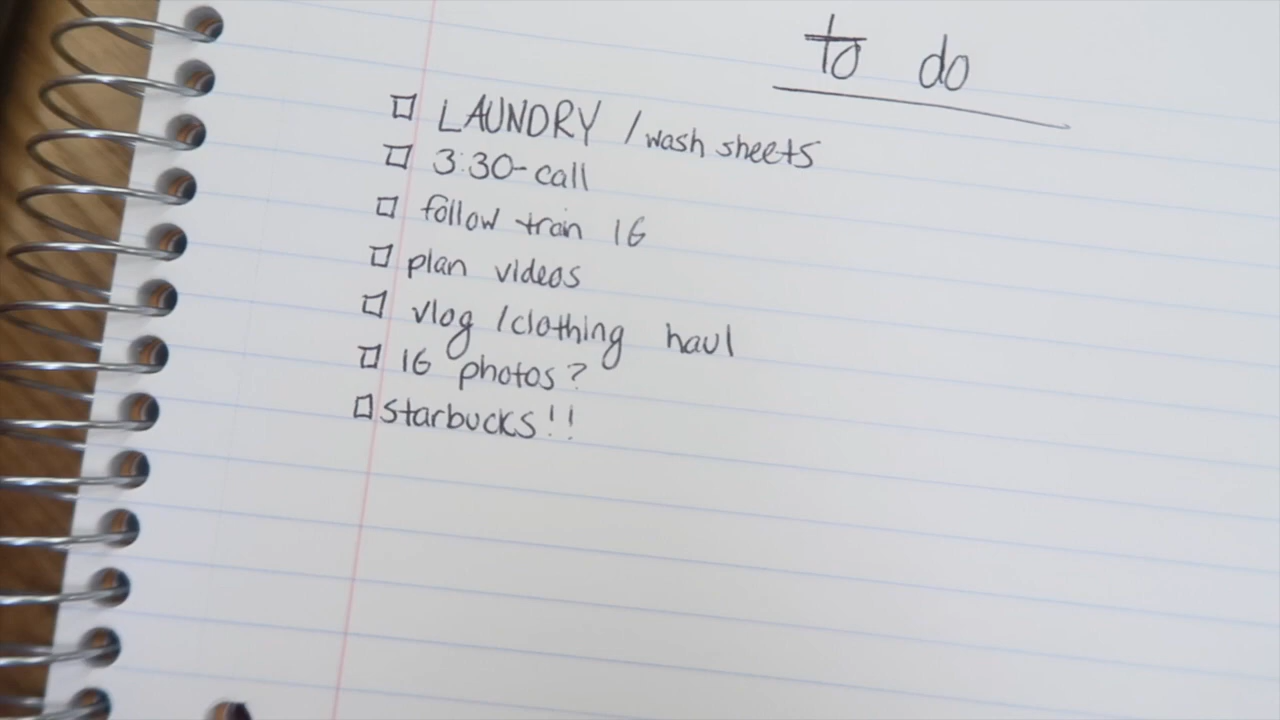 to do
LAUNDRY / wash sheets
3:30-call
follow train IG
plan videos
vlog / clothing haul
IG photos?
starbucks!!